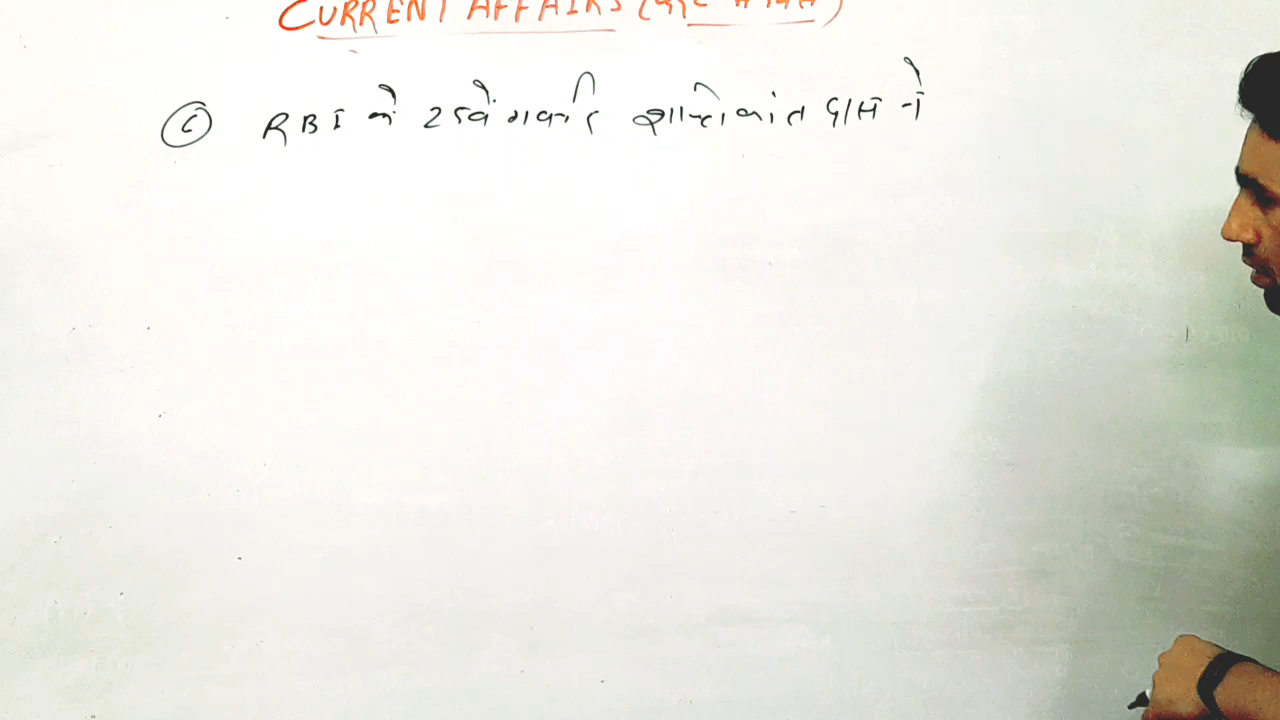 CURRENT AFFAIRS (
6 RBI के 25वें गवर्नर शक्तिकांत दास ने